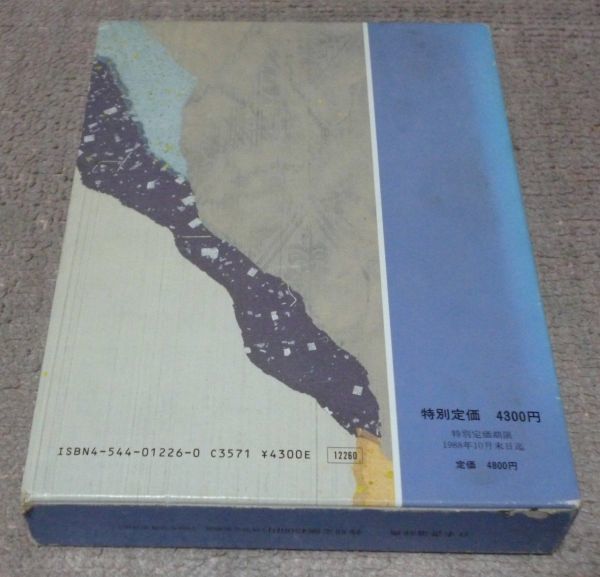 特別定価 4300円
特別定価期限
1988年10月末日迄
定価 4800円
ISBN4-544-01226-0 C3571 ¥4300E
12260